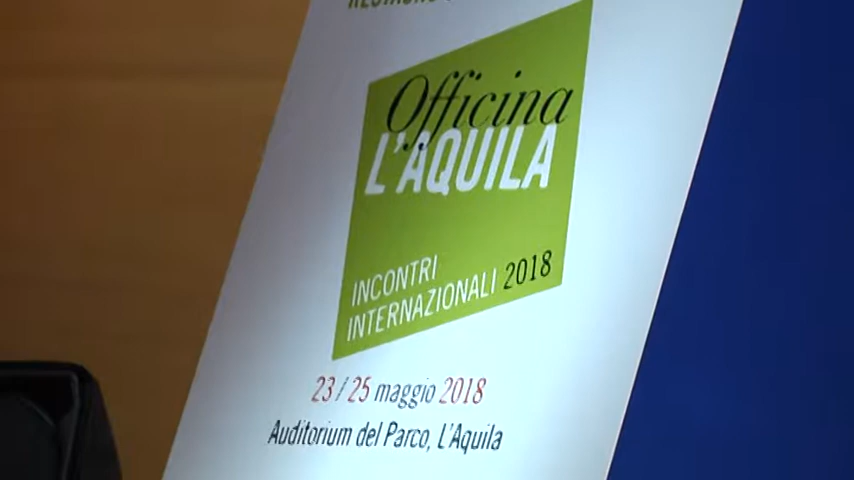 Officina
L'AQUILA
INCONTRI
INTERNAZIONALI 2018
23 / 25 maggio 2018
Auditorium del Parco, L'Aquila